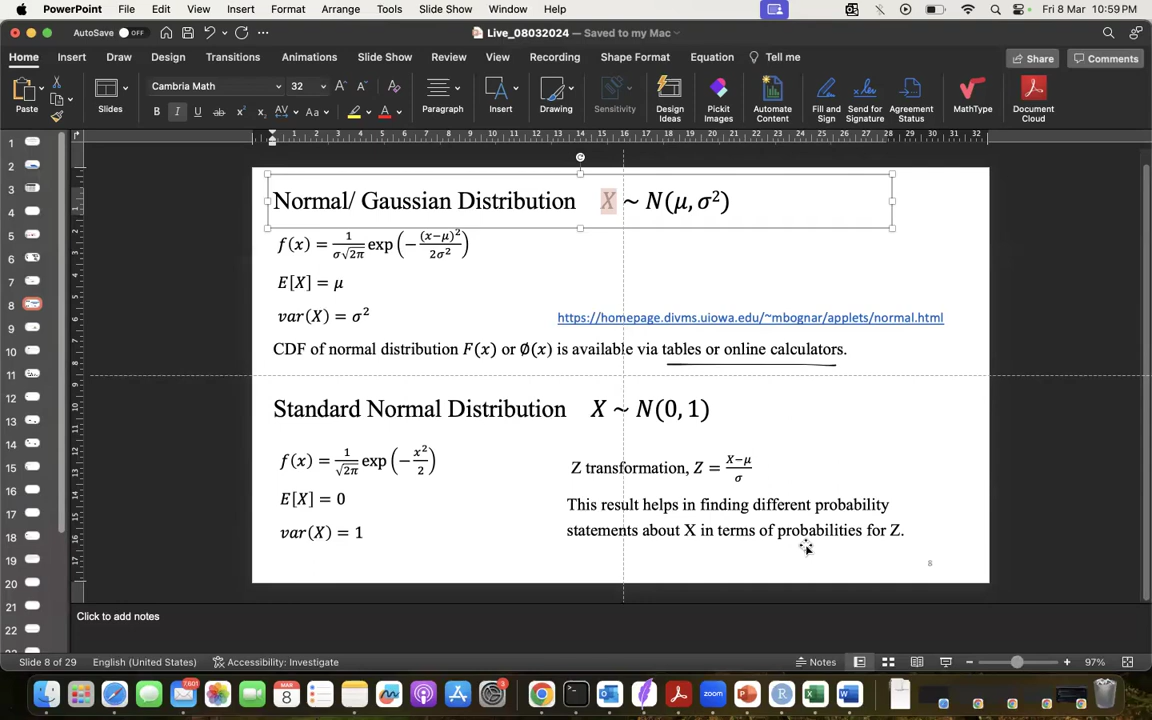 PowerPoint File Edit View Insert Format Arrange Tools Slide Show Window Help Fri 8 Mar 10:59 PM
AutoSave OFF Live_08032024 — Saved to my Mac
Home Insert Draw Design Transitions Animations Slide Show Review View Recording Shape Format Equation Tell me Share Comments
Cambria Math 32
Paste Slides Paragraph Insert Drawing Sensitivity Design Ideas Pickit Images Automate Content Fill and Sign Send for Signature Agreement Status MathType Document Cloud
Normal/ Gaussian Distribution X ~ N(μ, σ²)
f(x) = 1/(σ√2π) exp(−(x−μ)²/2σ²)
E[X] = μ
var(X) = σ²
https://homepage.divms.uiowa.edu/~mbognar/applets/normal.html
CDF of normal distribution F(x) or Ø(x) is available via tables or online calculators.
Standard Normal Distribution X ~ N(0, 1)
f(x) = 1/√2π exp(−x²/2)
Z transformation, Z = (X−μ)/σ
E[X] = 0
This result helps in finding different probability
statements about X in terms of probabilities for Z.
var(X) = 1
8
Click to add notes
Slide 8 of 29 English (United States) Accessibility: Investigate Notes 97%